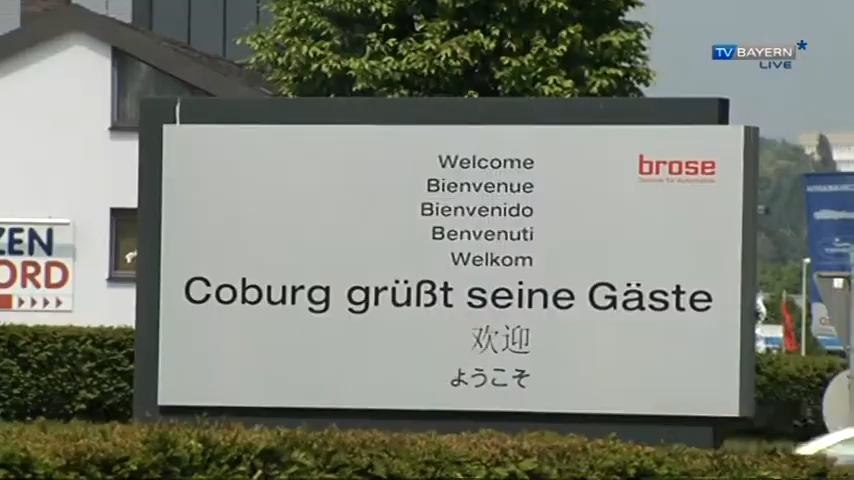 TV BAYERN
LIVE
Welcome
Bienvenue
Bienvenido
Benvenuti
Welkom
Coburg grüßt seine Gäste
欢迎
ようこそ
brose
ZEN
ORD